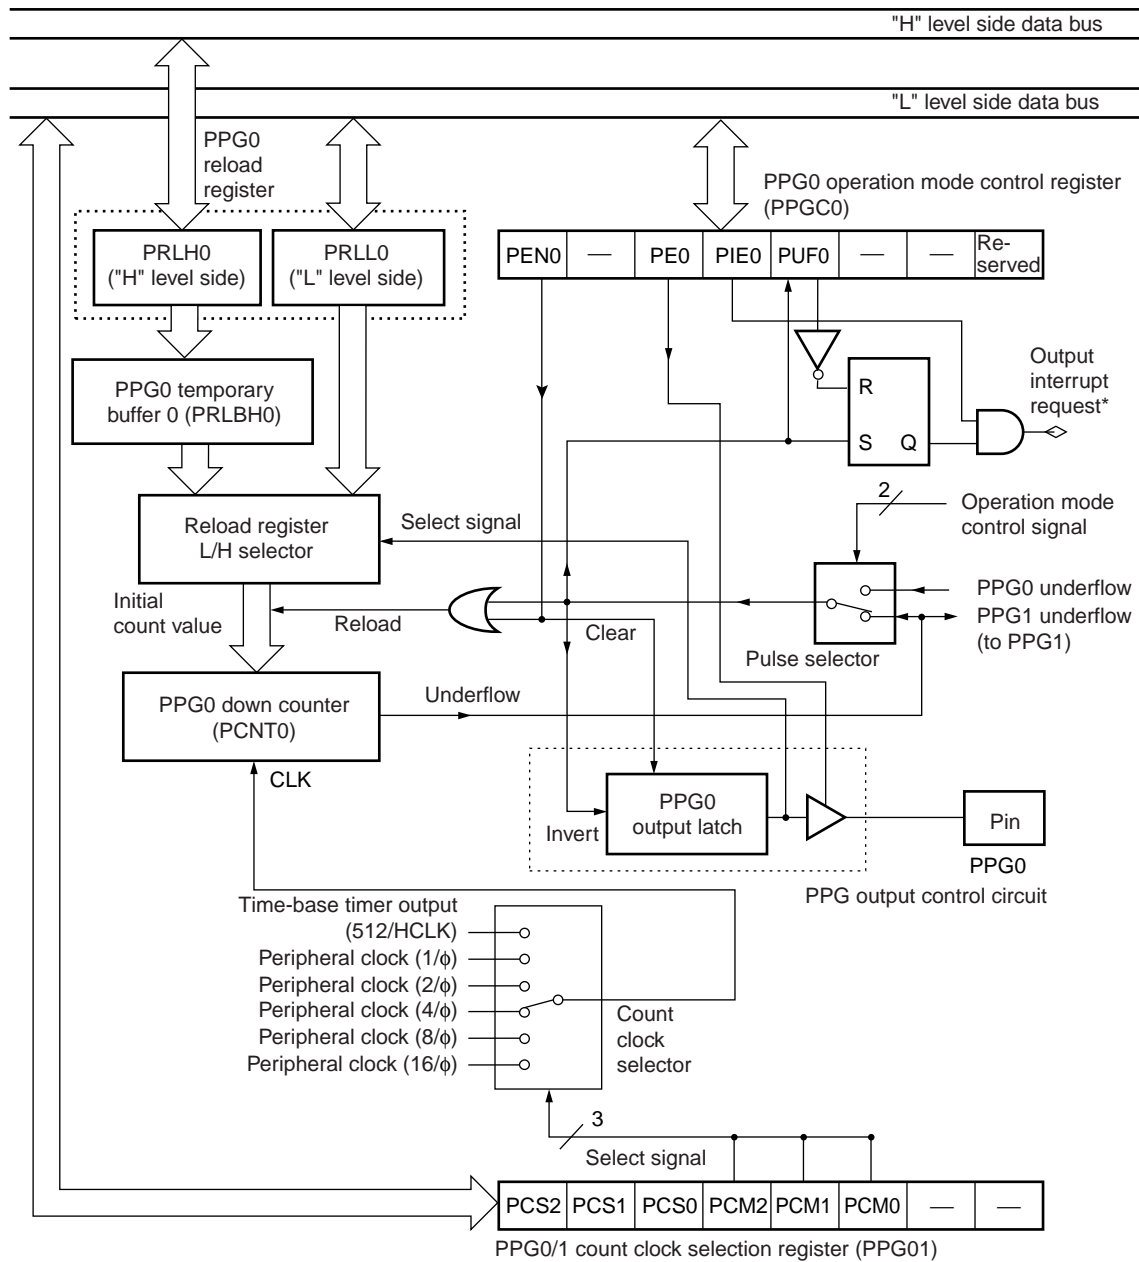 "H" level side data bus
"L" level side data bus
PPG0
reload
register
PPG0 operation mode control register
(PPGC0)
PRLH0
("H" level side)
PRLL0
("L" level side)
PEN0 — PE0 PIE0 PUF0 — — Re-
served
PPG0 temporary
buffer 0 (PRLBH0)
R
S Q
Output
interrupt
request*
Reload register
L/H selector
Select signal
2
Operation mode
control signal
Initial
count value
Reload
Clear
PPG0 underflow
PPG1 underflow
(to PPG1)
Pulse selector
PPG0 down counter
(PCNT0)
Underflow
CLK
PPG0
output latch
Invert
Pin
PPG0
PPG output control circuit
Time-base timer output
(512/HCLK)
Peripheral clock (1/ϕ)
Peripheral clock (2/ϕ)
Peripheral clock (4/ϕ)
Peripheral clock (8/ϕ)
Peripheral clock (16/ϕ)
Count
clock
selector
3
Select signal
PCS2 PCS1 PCS0 PCM2 PCM1 PCM0 — —
PPG0/1 count clock selection register (PPG01)